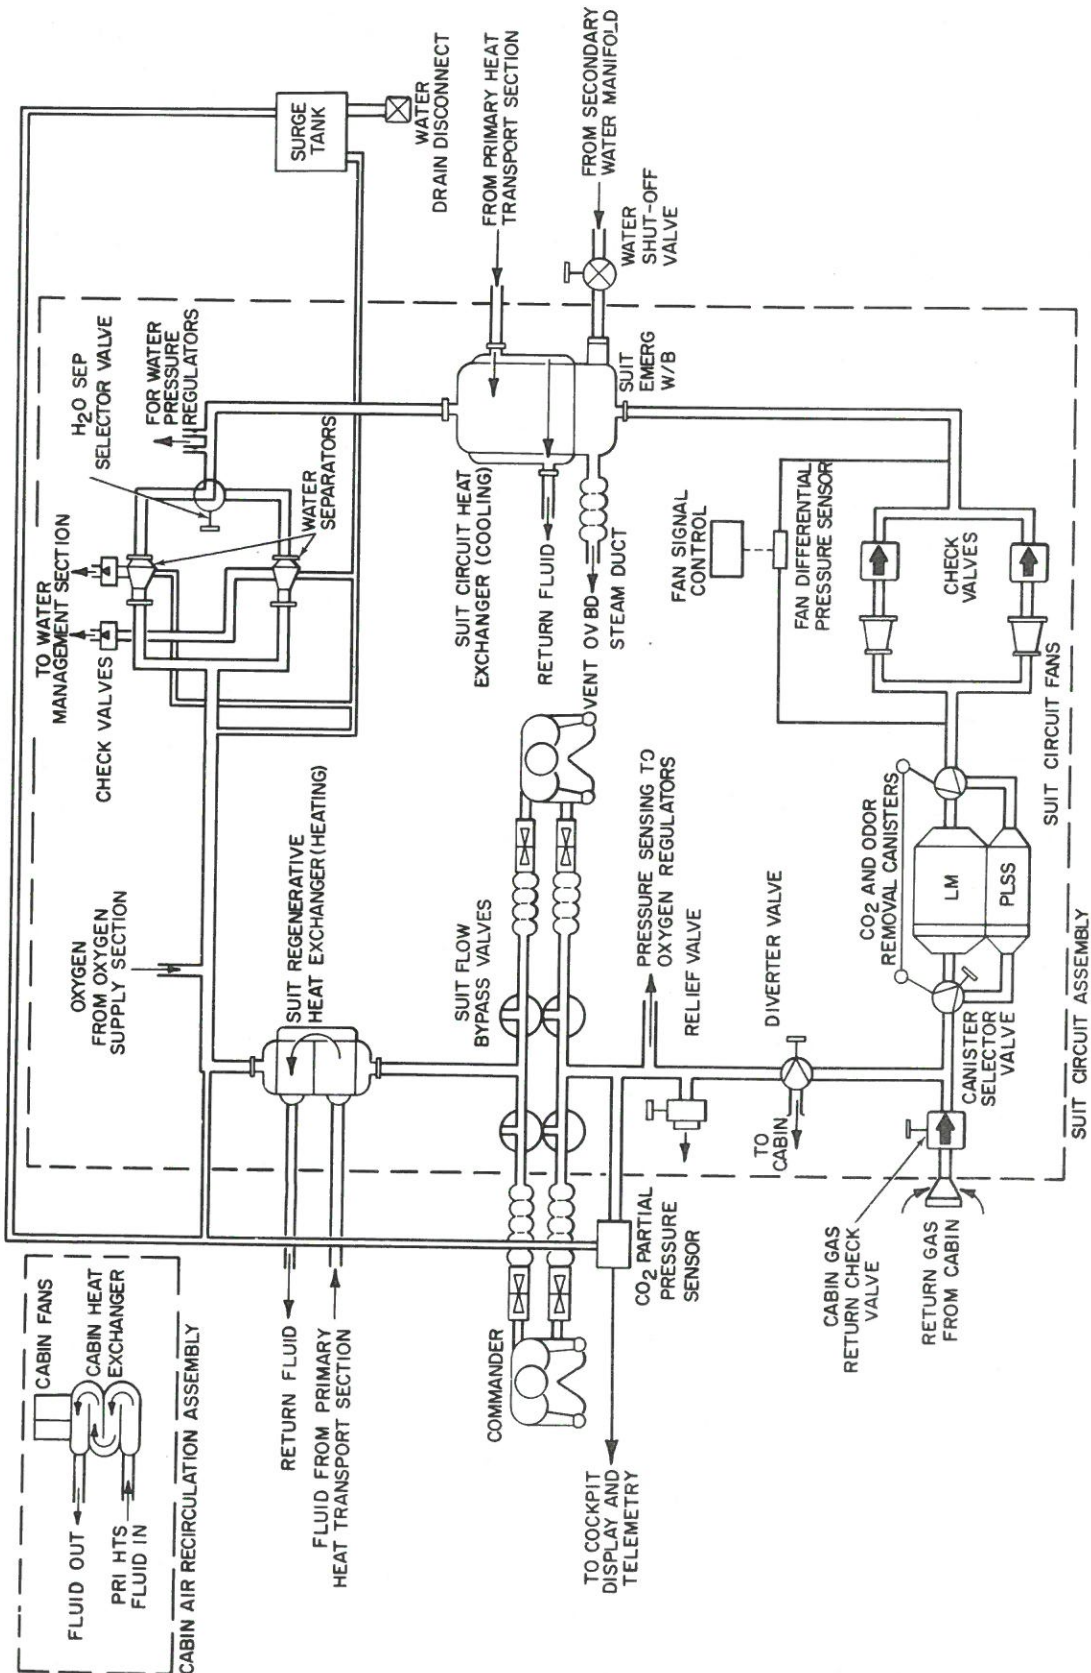 CABIN FANS
CABIN HEAT
EXCHANGER
FLUID OUT
PRI HTS
FLUID IN
CABIN AIR RECIRCULATION ASSEMBLY
SURGE
TANK
WATER
DRAIN DISCONNECT
TO WATER
MANAGEMENT SECTION
CHECK VALVES
H2O SEP
SELECTOR VALVE
FOR WATER
PRESSURE
REGULATORS
WATER
SEPARATORS
OXYGEN
FROM OXYGEN
SUPPLY SECTION
SUIT REGENERATIVE
HEAT EXCHANGER (HEATING)
RETURN FLUID
FLUID FROM PRIMARY
HEAT TRANSPORT SECTION
FROM PRIMARY HEAT
TRANSPORT SECTION
FROM SECONDARY
WATER MANIFOLD
WATER
SHUT-OFF
VALVE
SUIT
EMERG
W/B
SUIT CIRCUIT HEAT
EXCHANGER (COOLING)
RETURN FLUID
VENT OVBD
STEAM DUCT
COMMANDER
SUIT FLOW
BYPASS VALVES
CO2 PARTIAL
PRESSURE
SENSOR
TO COCKPIT
DISPLAY AND
TELEMETRY
PRESSURE SENSING TO
OXYGEN REGULATORS
RELIEF VALVE
DIVERTER VALVE
TO
CABIN
FAN SIGNAL
CONTROL
FAN DIFFERENTIAL
PRESSURE SENSOR
CHECK
VALVES
SUIT CIRCUIT FANS
CO2 AND ODOR
REMOVAL CANISTERS
LM
PLSS
CANISTER
SELECTOR
VALVE
CABIN GAS
RETURN CHECK
VALVE
RETURN GAS
FROM CABIN
SUIT CIRCUIT ASSEMBLY